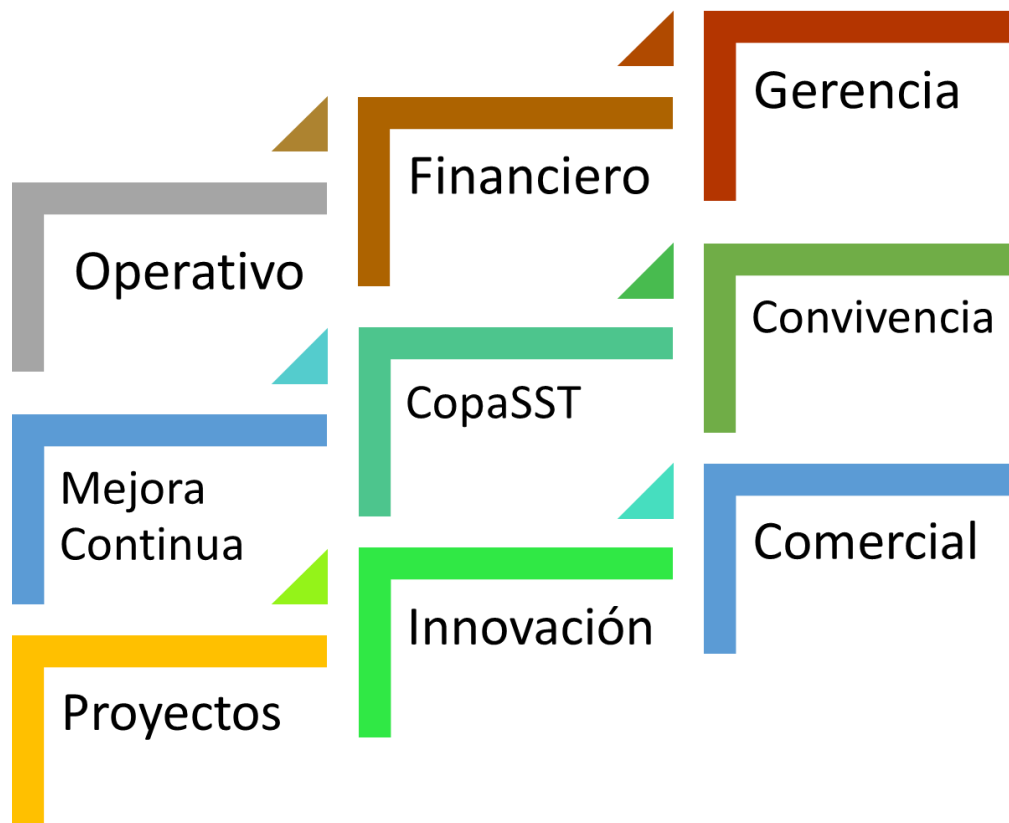 Operativo
Financiero
Gerencia
Mejora
Continua
CopaSST
Convivencia
Proyectos
Innovación
Comercial